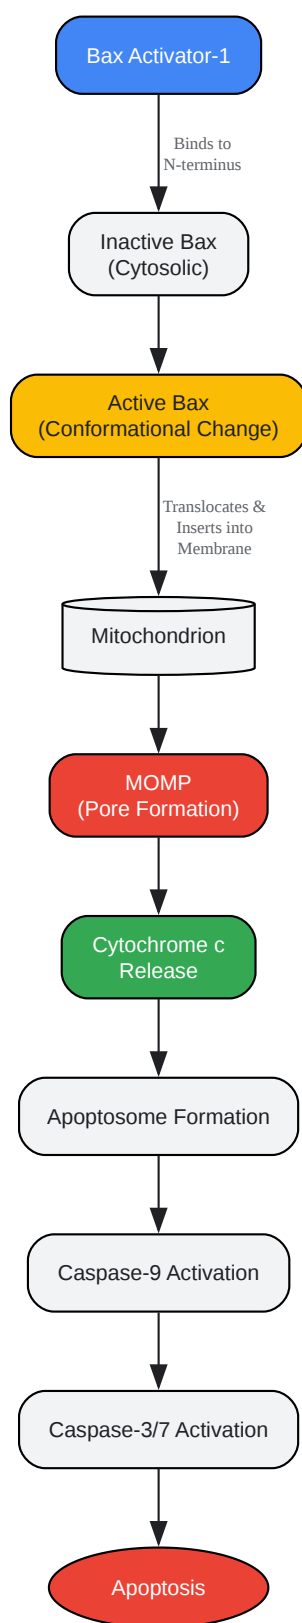 Bax Activator-1
Binds to
N-terminus
Inactive Bax
(Cytosolic)
Active Bax
(Conformational Change)
Translocates &
Inserts into
Membrane
Mitochondrion
MOMP
(Pore Formation)
Cytochrome c
Release
Apoptosome Formation
Caspase-9 Activation
Caspase-3/7 Activation
Apoptosis